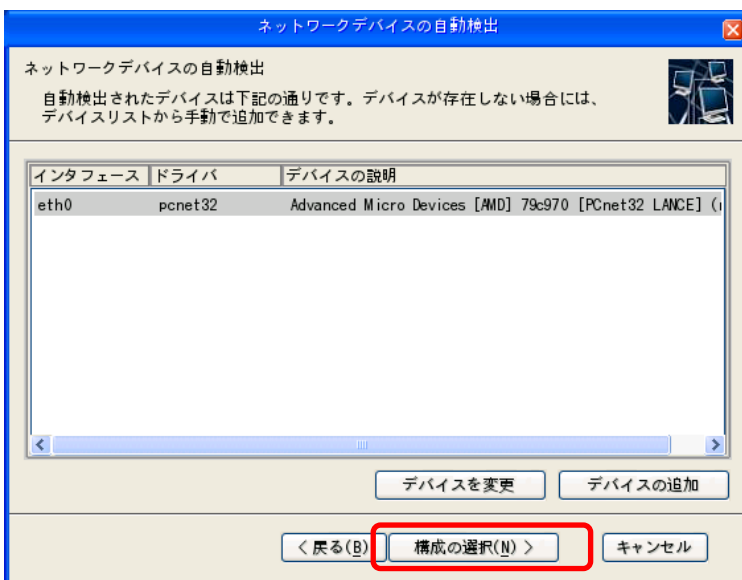 ネットワークデバイスの自動検出
ネットワークデバイスの自動検出
自動検出されたデバイスは下記の通りです。デバイスが存在しない場合には、
デバイスリストから手動で追加できます。
インタフェース ドライバ デバイスの説明
eth0 pcnet32 Advanced Micro Devices [AMD] 79c970 [PCnet32 LANCE] (
デバイスを変更 デバイスの追加
< 戻る(B) 構成の選択(N) > キャンセル